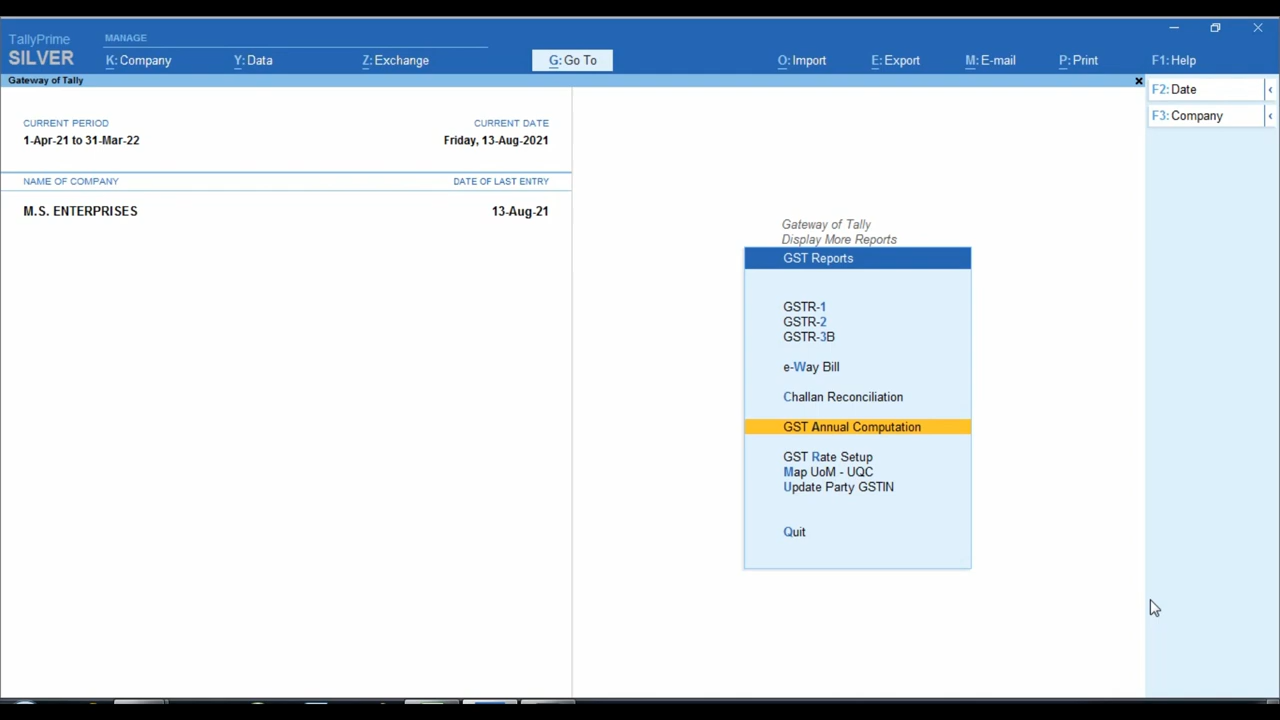 TallyPrime
SILVER
MANAGE
K: Company
Y: Data
Z: Exchange
G: Go To
O: Import
E: Export
M: E-mail
P: Print
F1: Help
Gateway of Tally
F2: Date
F3: Company
CURRENT PERIOD
CURRENT DATE
1-Apr-21 to 31-Mar-22
Friday, 13-Aug-2021
NAME OF COMPANY
DATE OF LAST ENTRY
M.S. ENTERPRISES
13-Aug-21
Gateway of Tally
Display More Reports
GST Reports
GSTR-1
GSTR-2
GSTR-3B
e-Way Bill
Challan Reconciliation
GST Annual Computation
GST Rate Setup
Map UoM - UQC
Update Party GSTIN
Quit